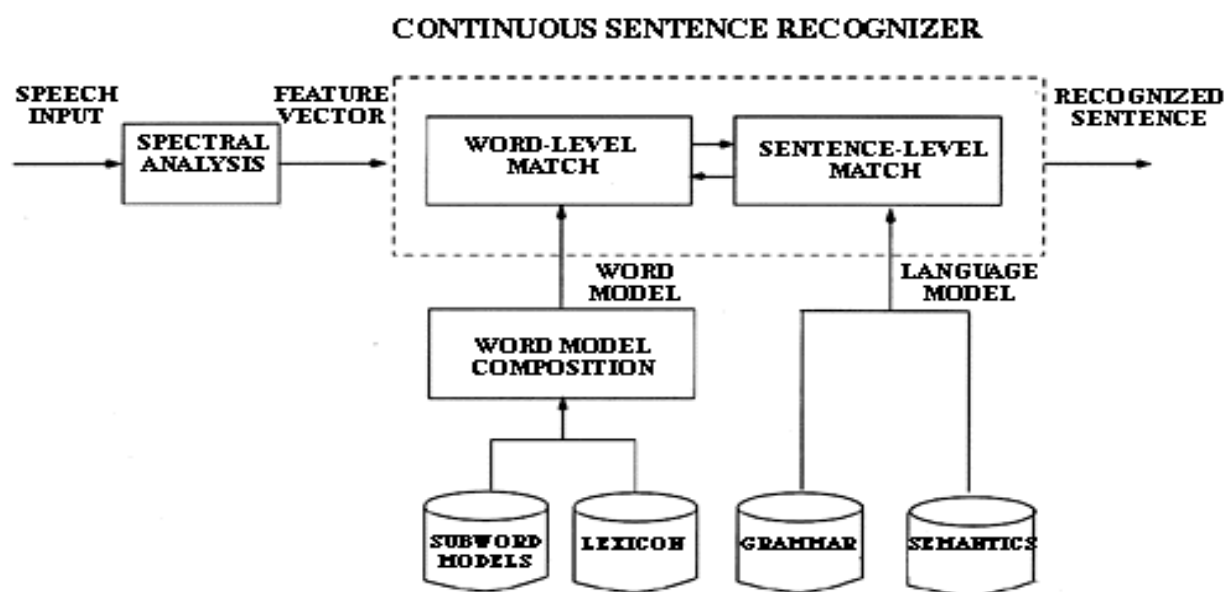 CONTINUOUS SENTENCE RECOGNIZER
SPEECH
INPUT
SPECTRAL
ANALYSIS
FEATURE
VECTOR
WORD-LEVEL
MATCH
SENTENCE-LEVEL
MATCH
RECOGNIZED
SENTENCE
WORD
MODEL
LANGUAGE
MODEL
WORD MODEL
COMPOSITION
SUBWORD
MODELS
LEXICON
GRAMMAR
SEMANTICS